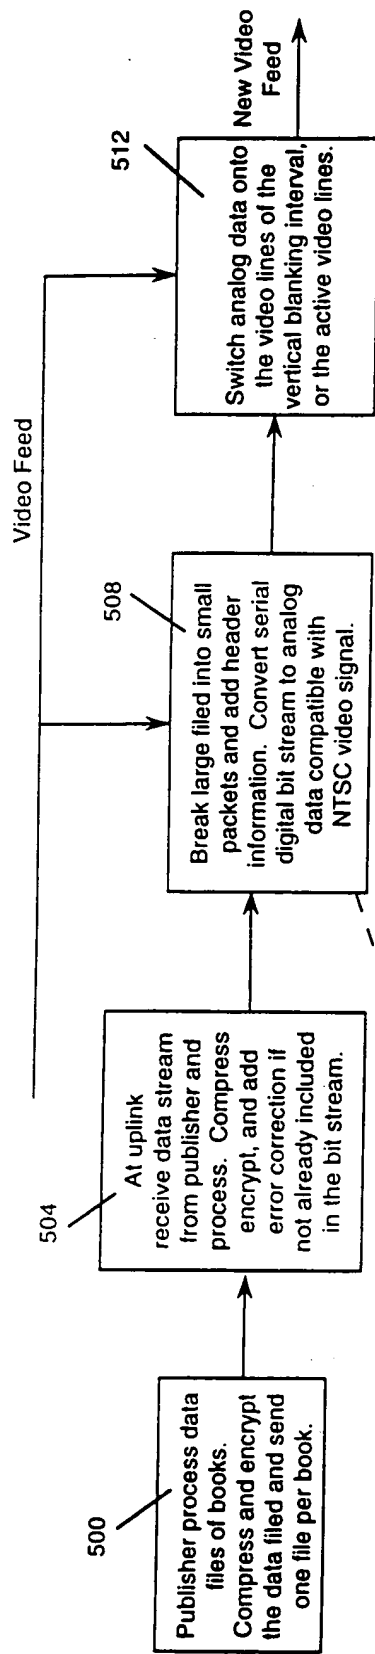 Video Feed
500
Publisher process data
files of books.
Compress and encrypt
the data filed and send
one file per book.
504
At uplink
receive data stream
from publisher and
process. Compress
encrypt, and add
error correction if
not already included
in the bit stream.
508
Break large filed into small
packets and add header
information. Convert serial
digital bit stream to analog
data compatible with
NTSC video signal.
512
Switch analog data onto
the video lines of the
vertical blanking interval,
or the active video lines.
New Video
Feed